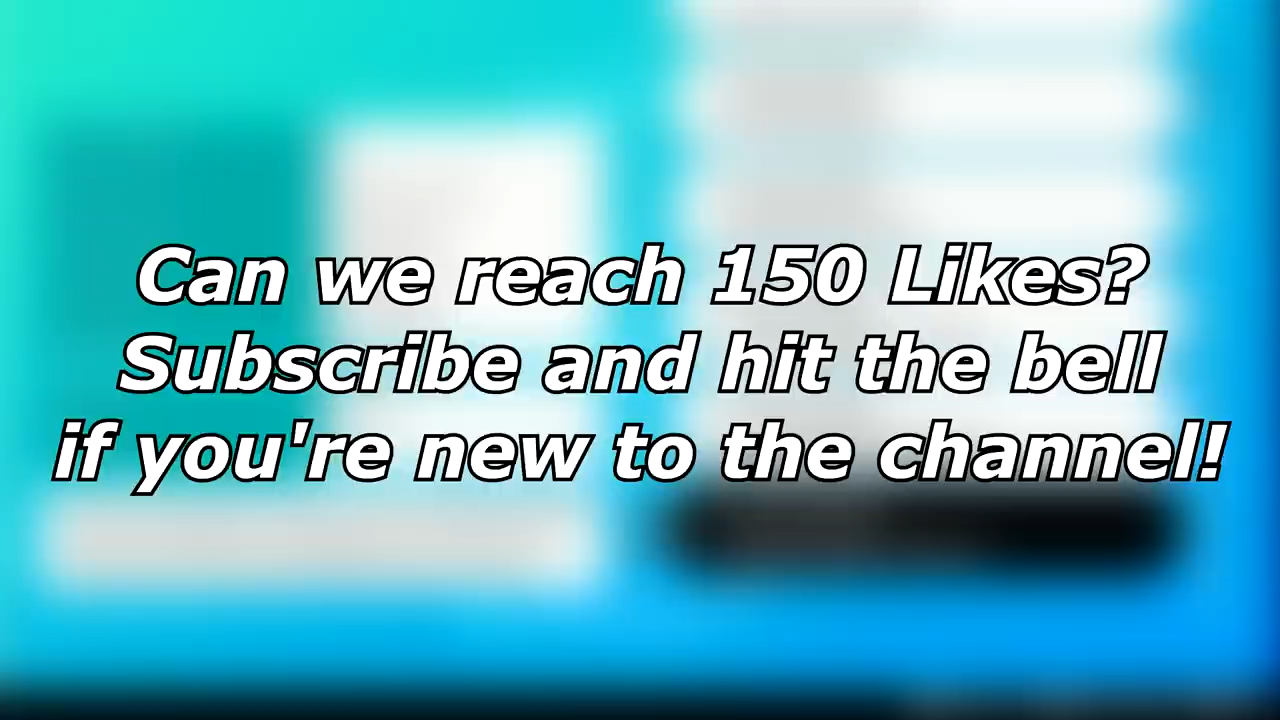 Can we reach 150 Likes?
Subscribe and hit the bell
if you're new to the channel!